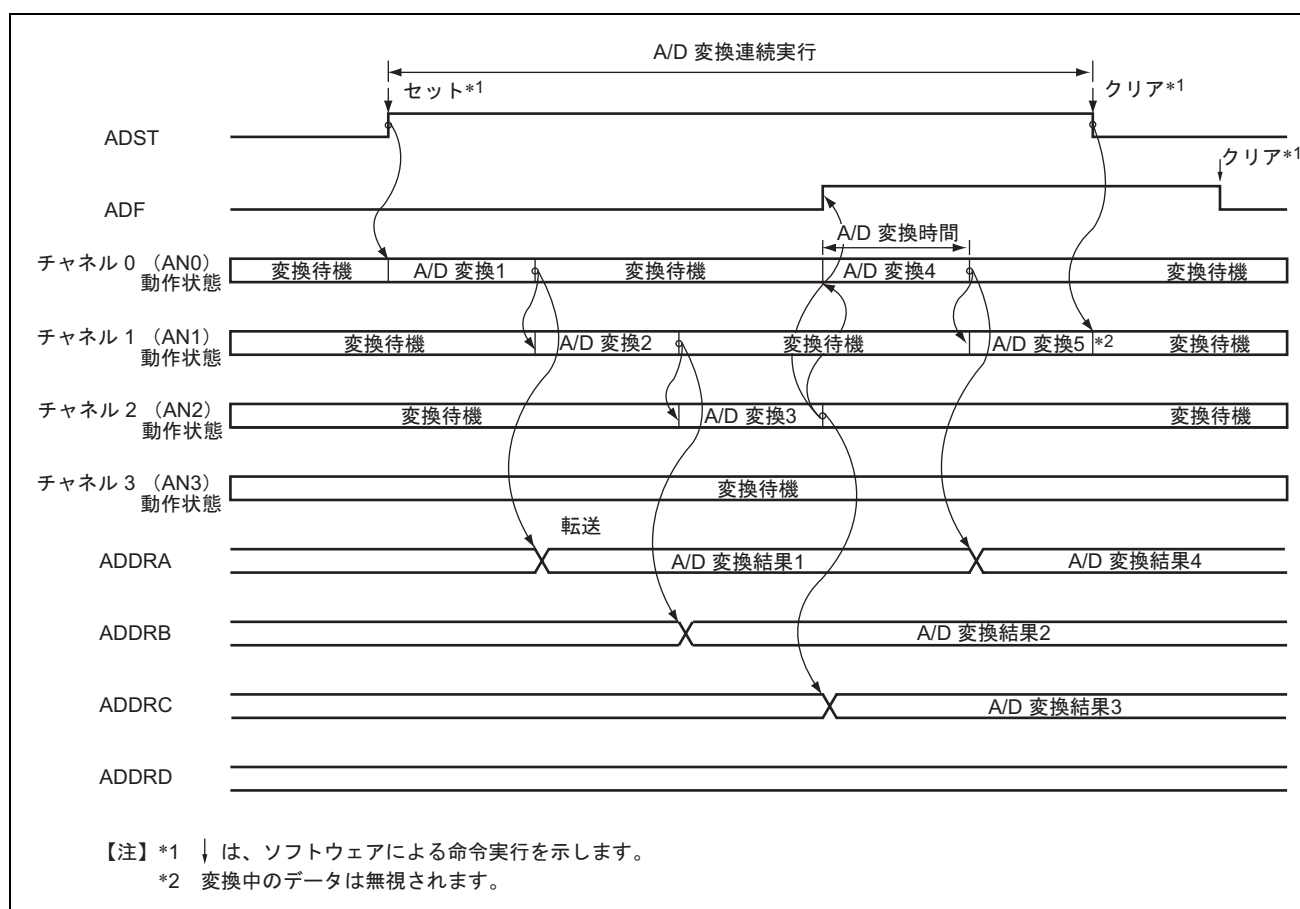 A/D 変換連続実行
セット*1
クリア*1
ADST
クリア*1
ADF
A/D 変換時間
チャネル 0 (AN0)
動作状態
変換待機 A/D 変換1 変換待機 A/D 変換4 変換待機
チャネル 1 (AN1)
動作状態
変換待機 A/D 変換2 変換待機 A/D 変換5 *2 変換待機
チャネル 2 (AN2)
動作状態
変換待機 A/D 変換3 変換待機
チャネル 3 (AN3)
動作状態
変換待機
転送
ADDRA A/D 変換結果1 A/D 変換結果4
ADDRB A/D 変換結果2
ADDRC A/D 変換結果3
ADDRD
【注】*1 ↓ は、ソフトウェアによる命令実行を示します。
*2 変換中のデータは無視されます。